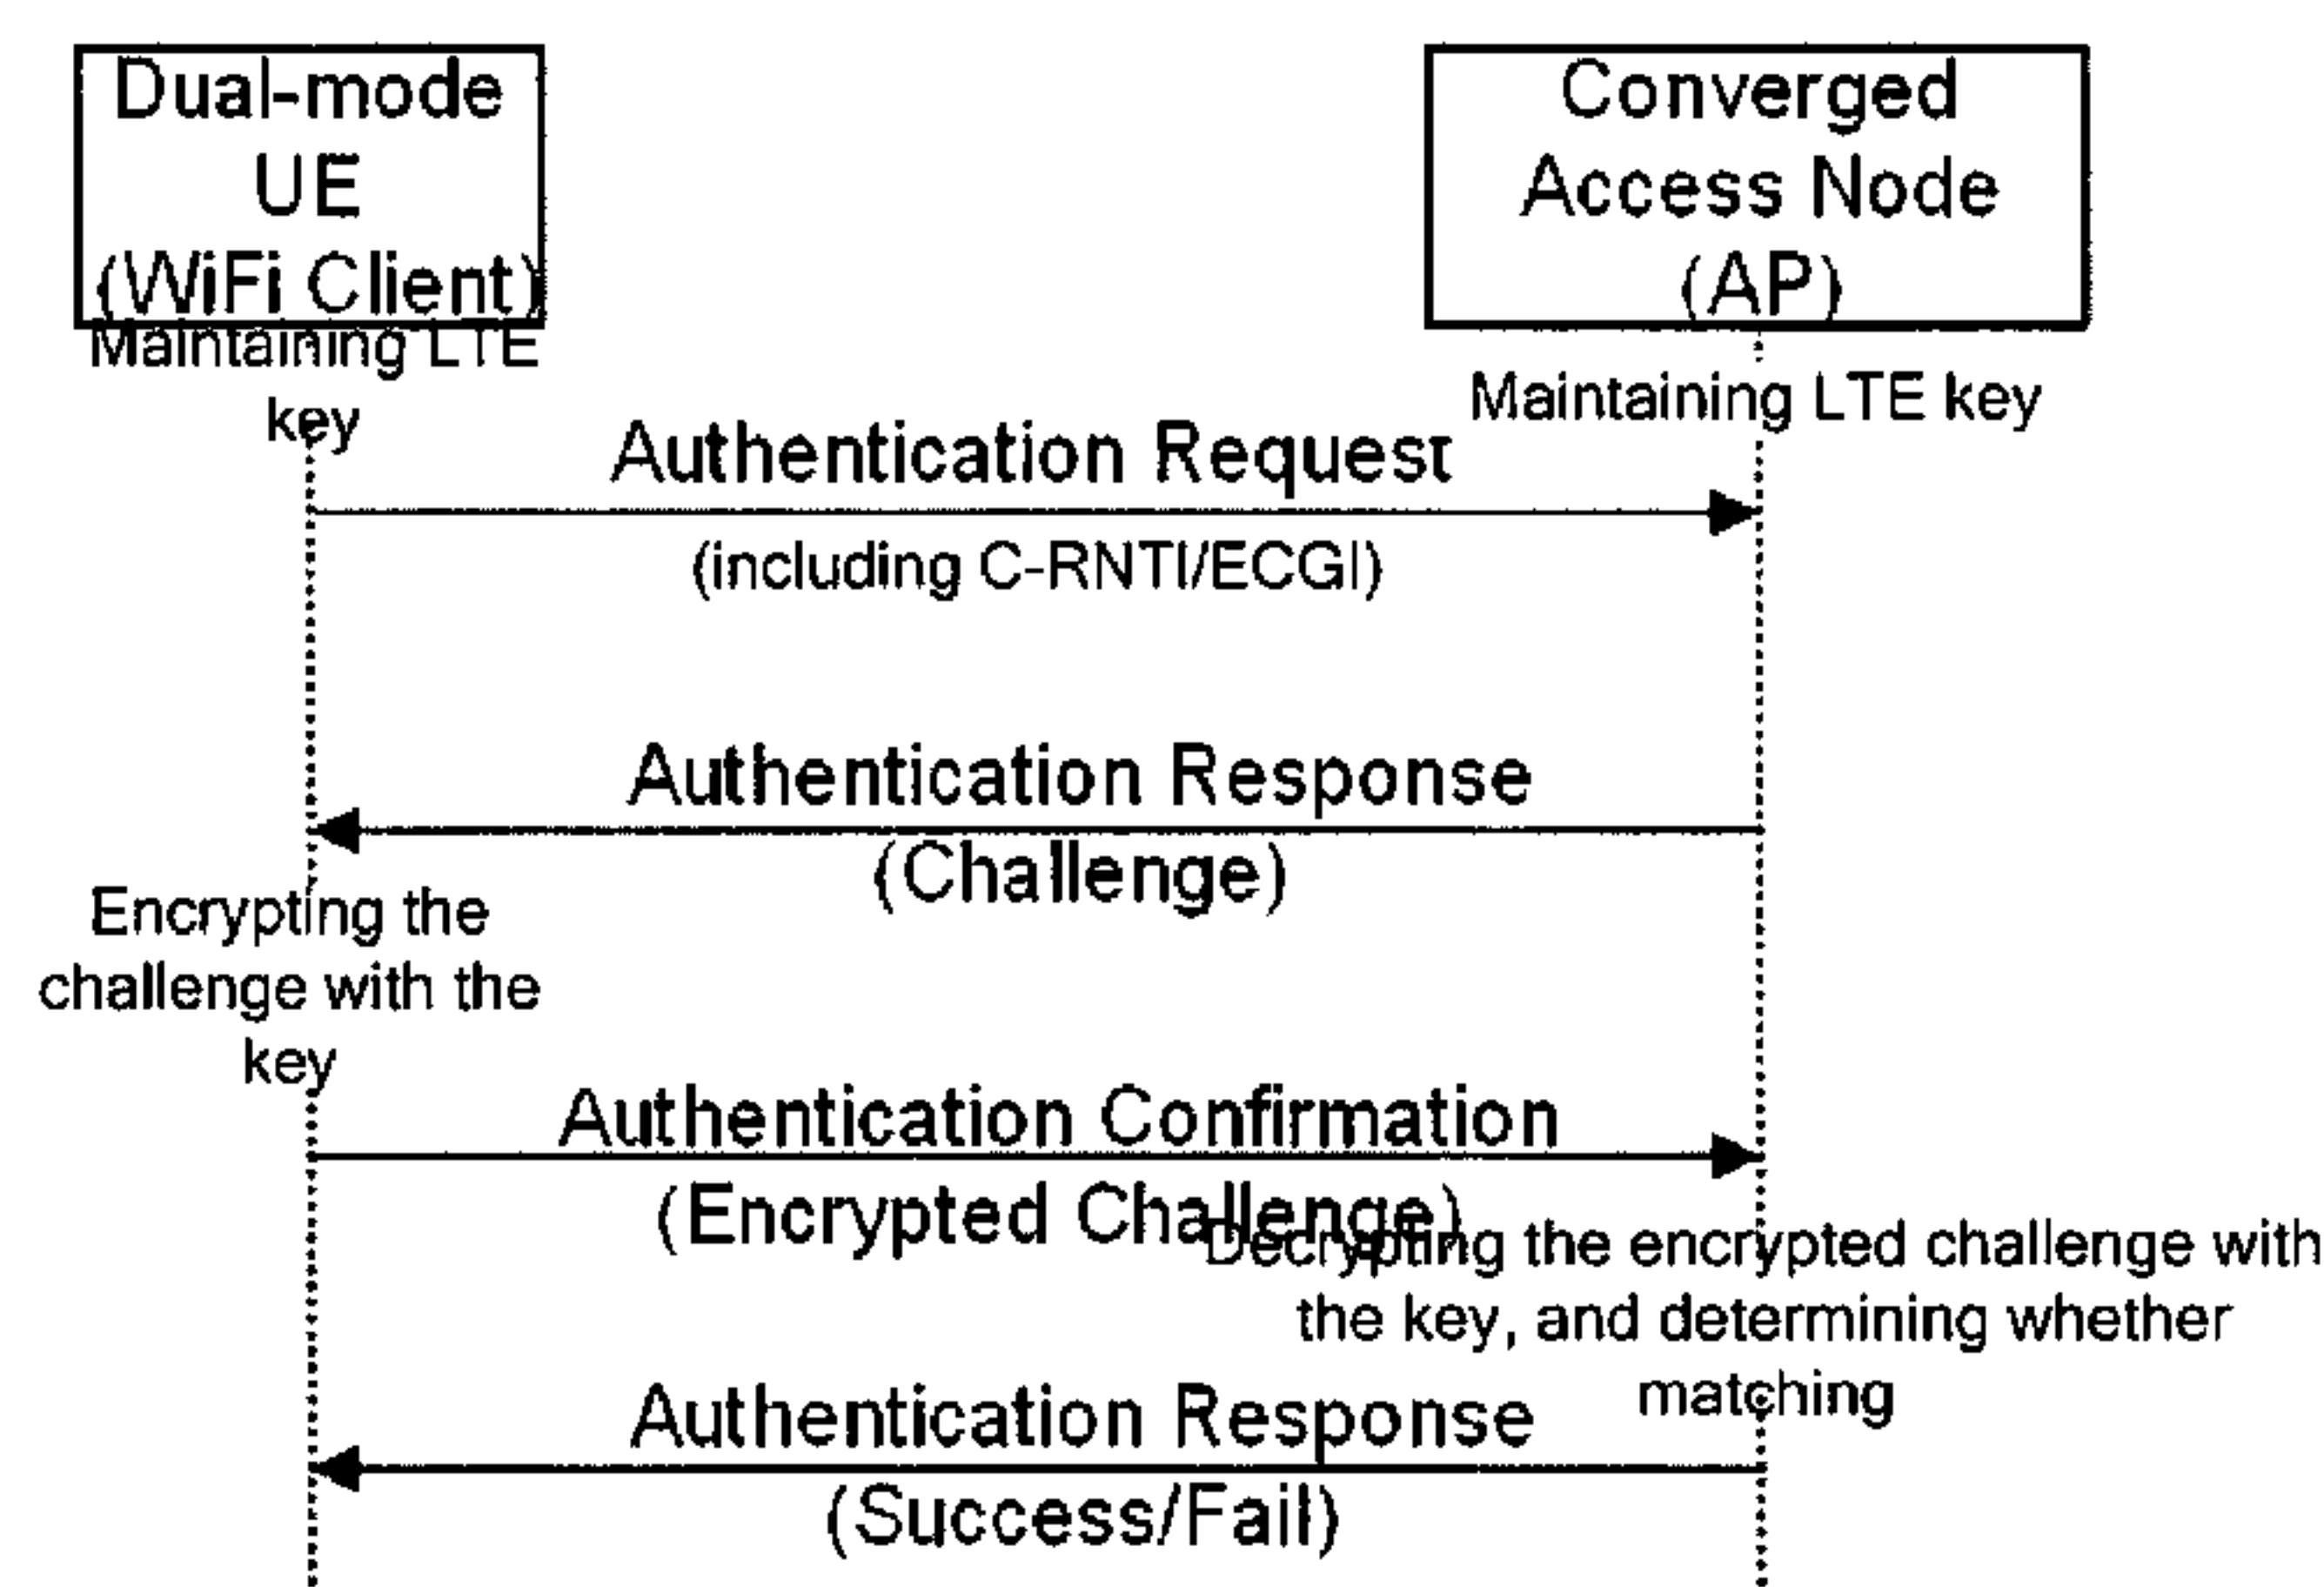 Dual-mode
UE
(WiFi Client)
Converged
Access Node
(AP)
Maintaining LTE
key
Maintaining LTE key
Authentication Request
(including C-RNTI/ECGI)
Authentication Response
(Challenge)
Encrypting the
challenge with the
key
Authentication Confirmation
(Encrypted Challenge)
Decrypting the encrypted challenge with
the key, and determining whether
matching
Authentication Response
(Success/Fail)